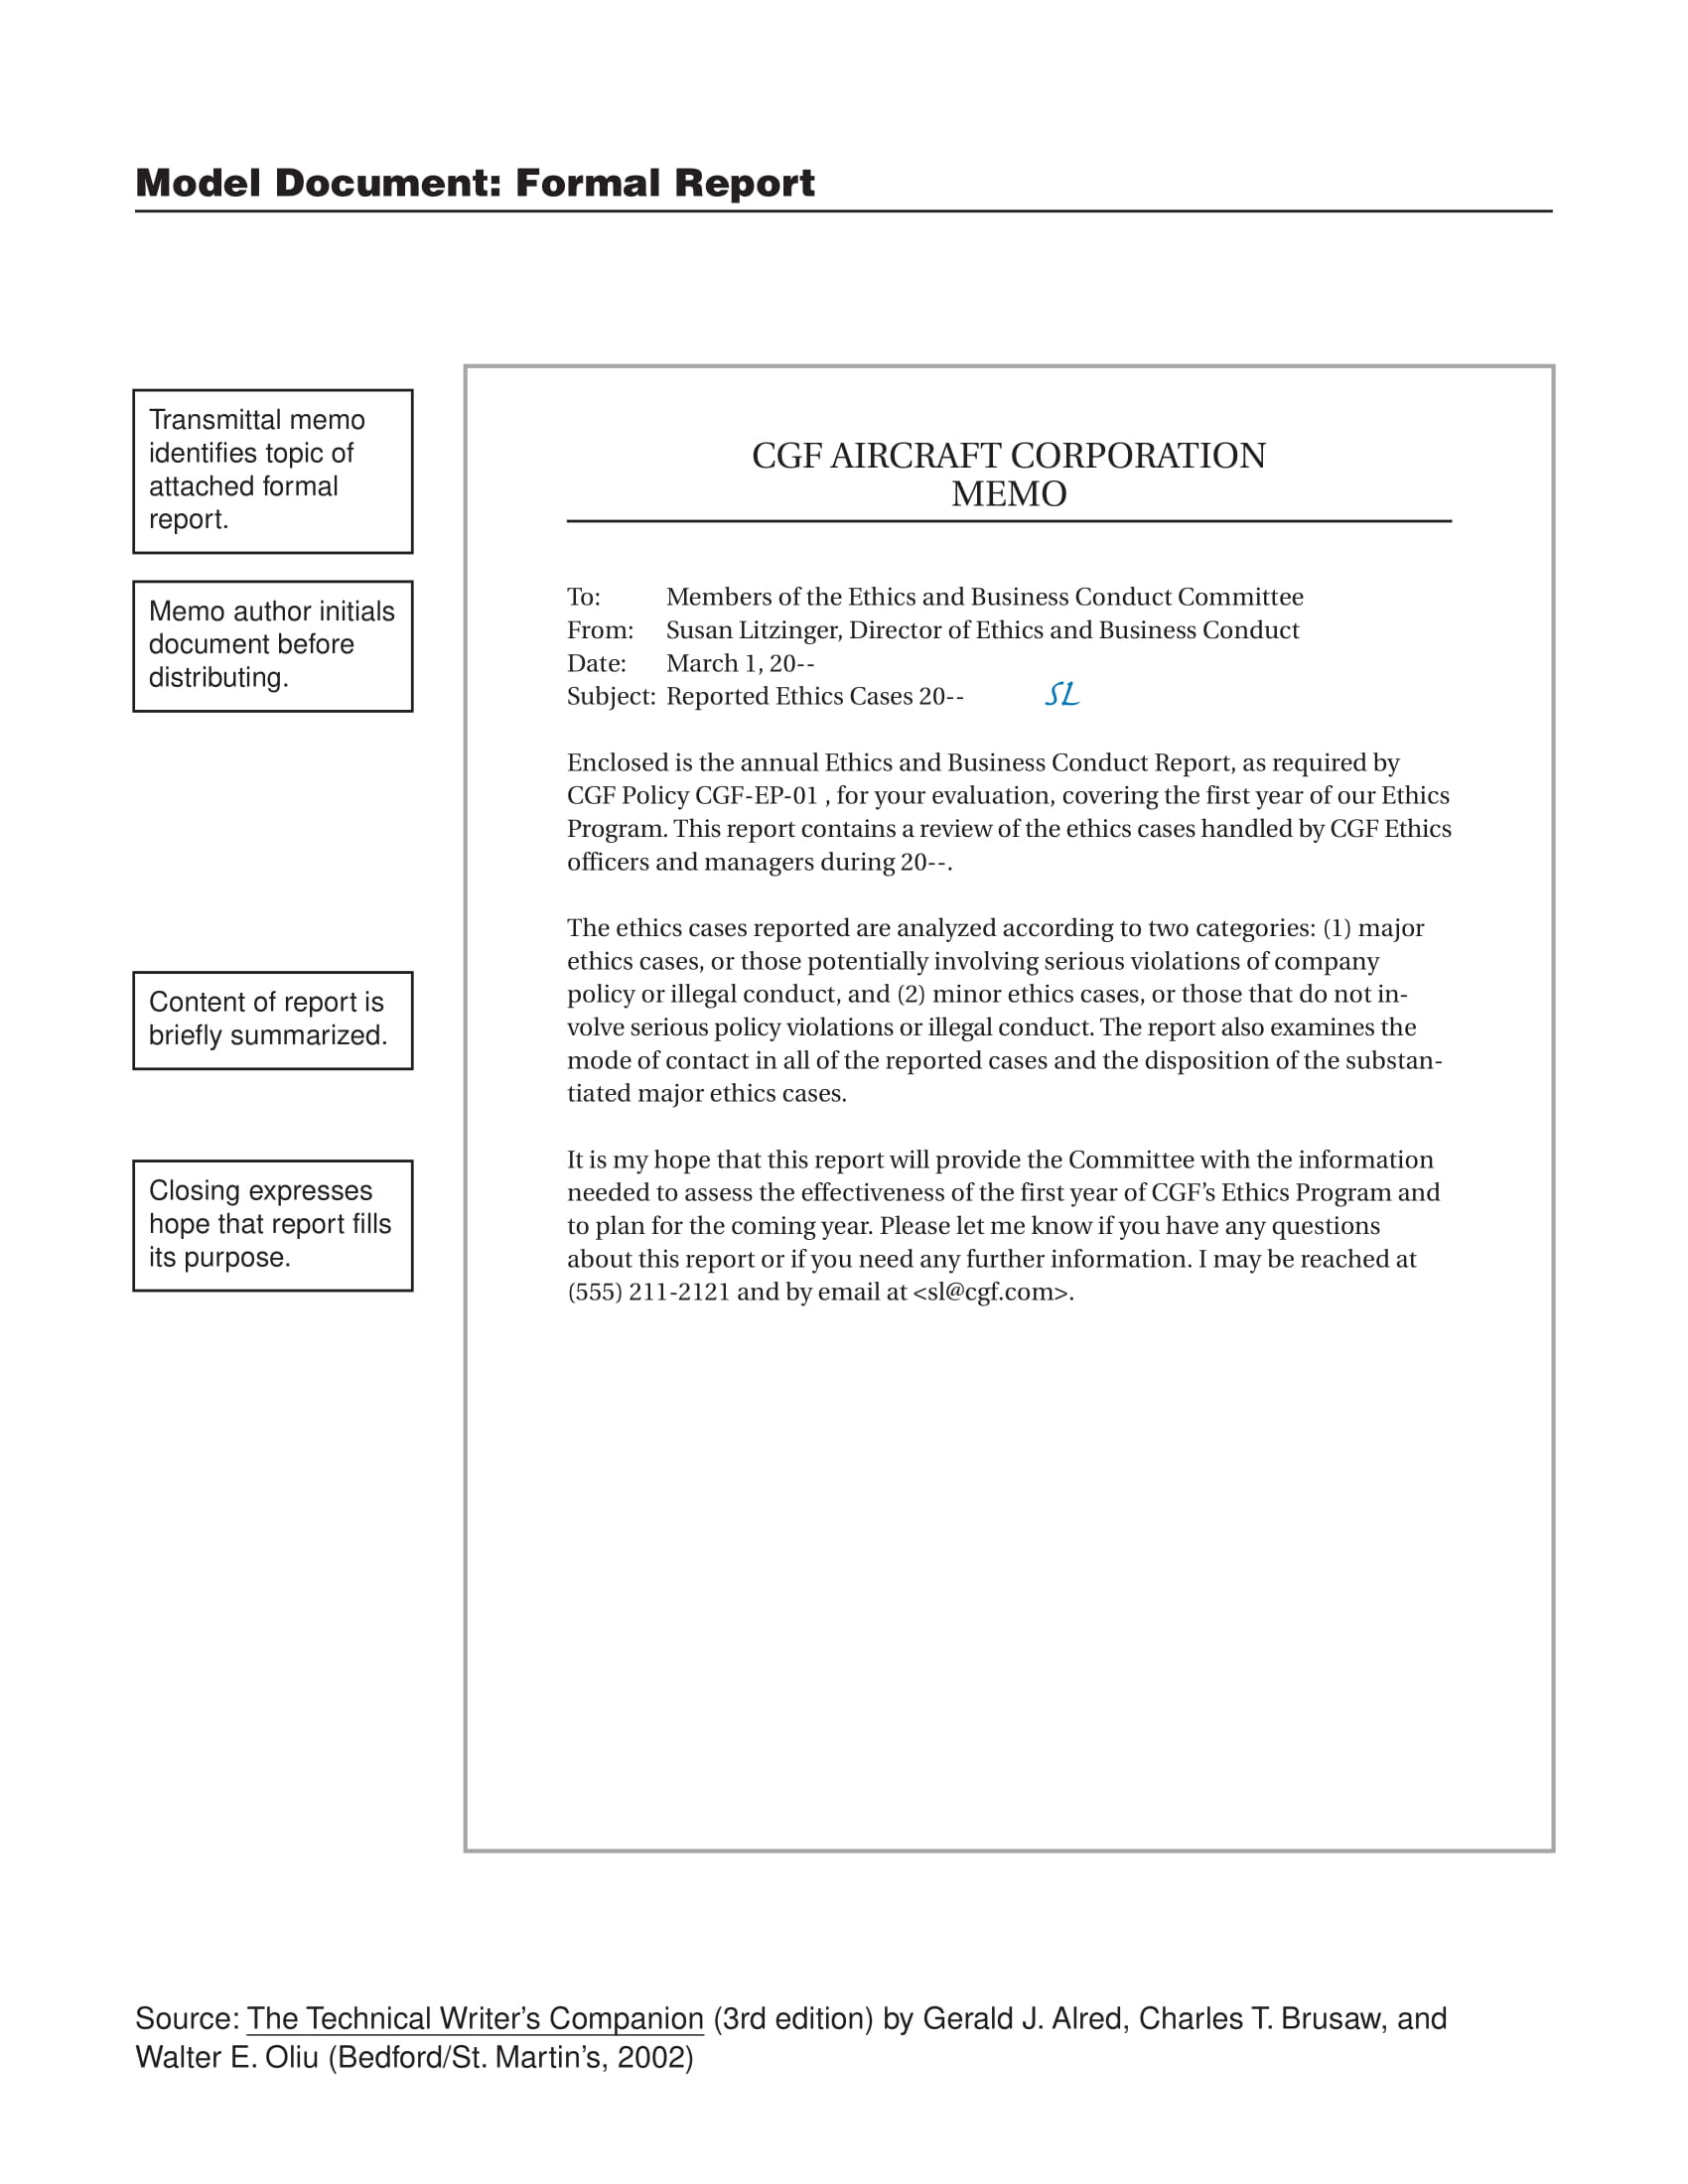 Model Document: Formal Report
Transmittal memo
identifies topic of
attached formal
report.
Memo author initials
document before
distributing.
Content of report is
briefly summarized.
Closing expresses
hope that report fills
its purpose.
CGF AIRCRAFT CORPORATION
MEMO
To: Members of the Ethics and Business Conduct Committee
From: Susan Litzinger, Director of Ethics and Business Conduct
Date: March 1, 20--
Subject: Reported Ethics Cases 20-- SL
Enclosed is the annual Ethics and Business Conduct Report, as required by
CGF Policy CGF-EP-01 , for your evaluation, covering the first year of our Ethics
Program. This report contains a review of the ethics cases handled by CGF Ethics
officers and managers during 20--.
The ethics cases reported are analyzed according to two categories: (1) major
ethics cases, or those potentially involving serious violations of company
policy or illegal conduct, and (2) minor ethics cases, or those that do not in-
volve serious policy violations or illegal conduct. The report also examines the
mode of contact in all of the reported cases and the disposition of the substan-
tiated major ethics cases.
It is my hope that this report will provide the Committee with the information
needed to assess the effectiveness of the first year of CGF’s Ethics Program and
to plan for the coming year. Please let me know if you have any questions
about this report or if you need any further information. I may be reached at
(555) 211-2121 and by email at <sl@cgf.com>.
Source: The Technical Writer’s Companion (3rd edition) by Gerald J. Alred, Charles T. Brusaw, and
Walter E. Oliu (Bedford/St. Martin’s, 2002)